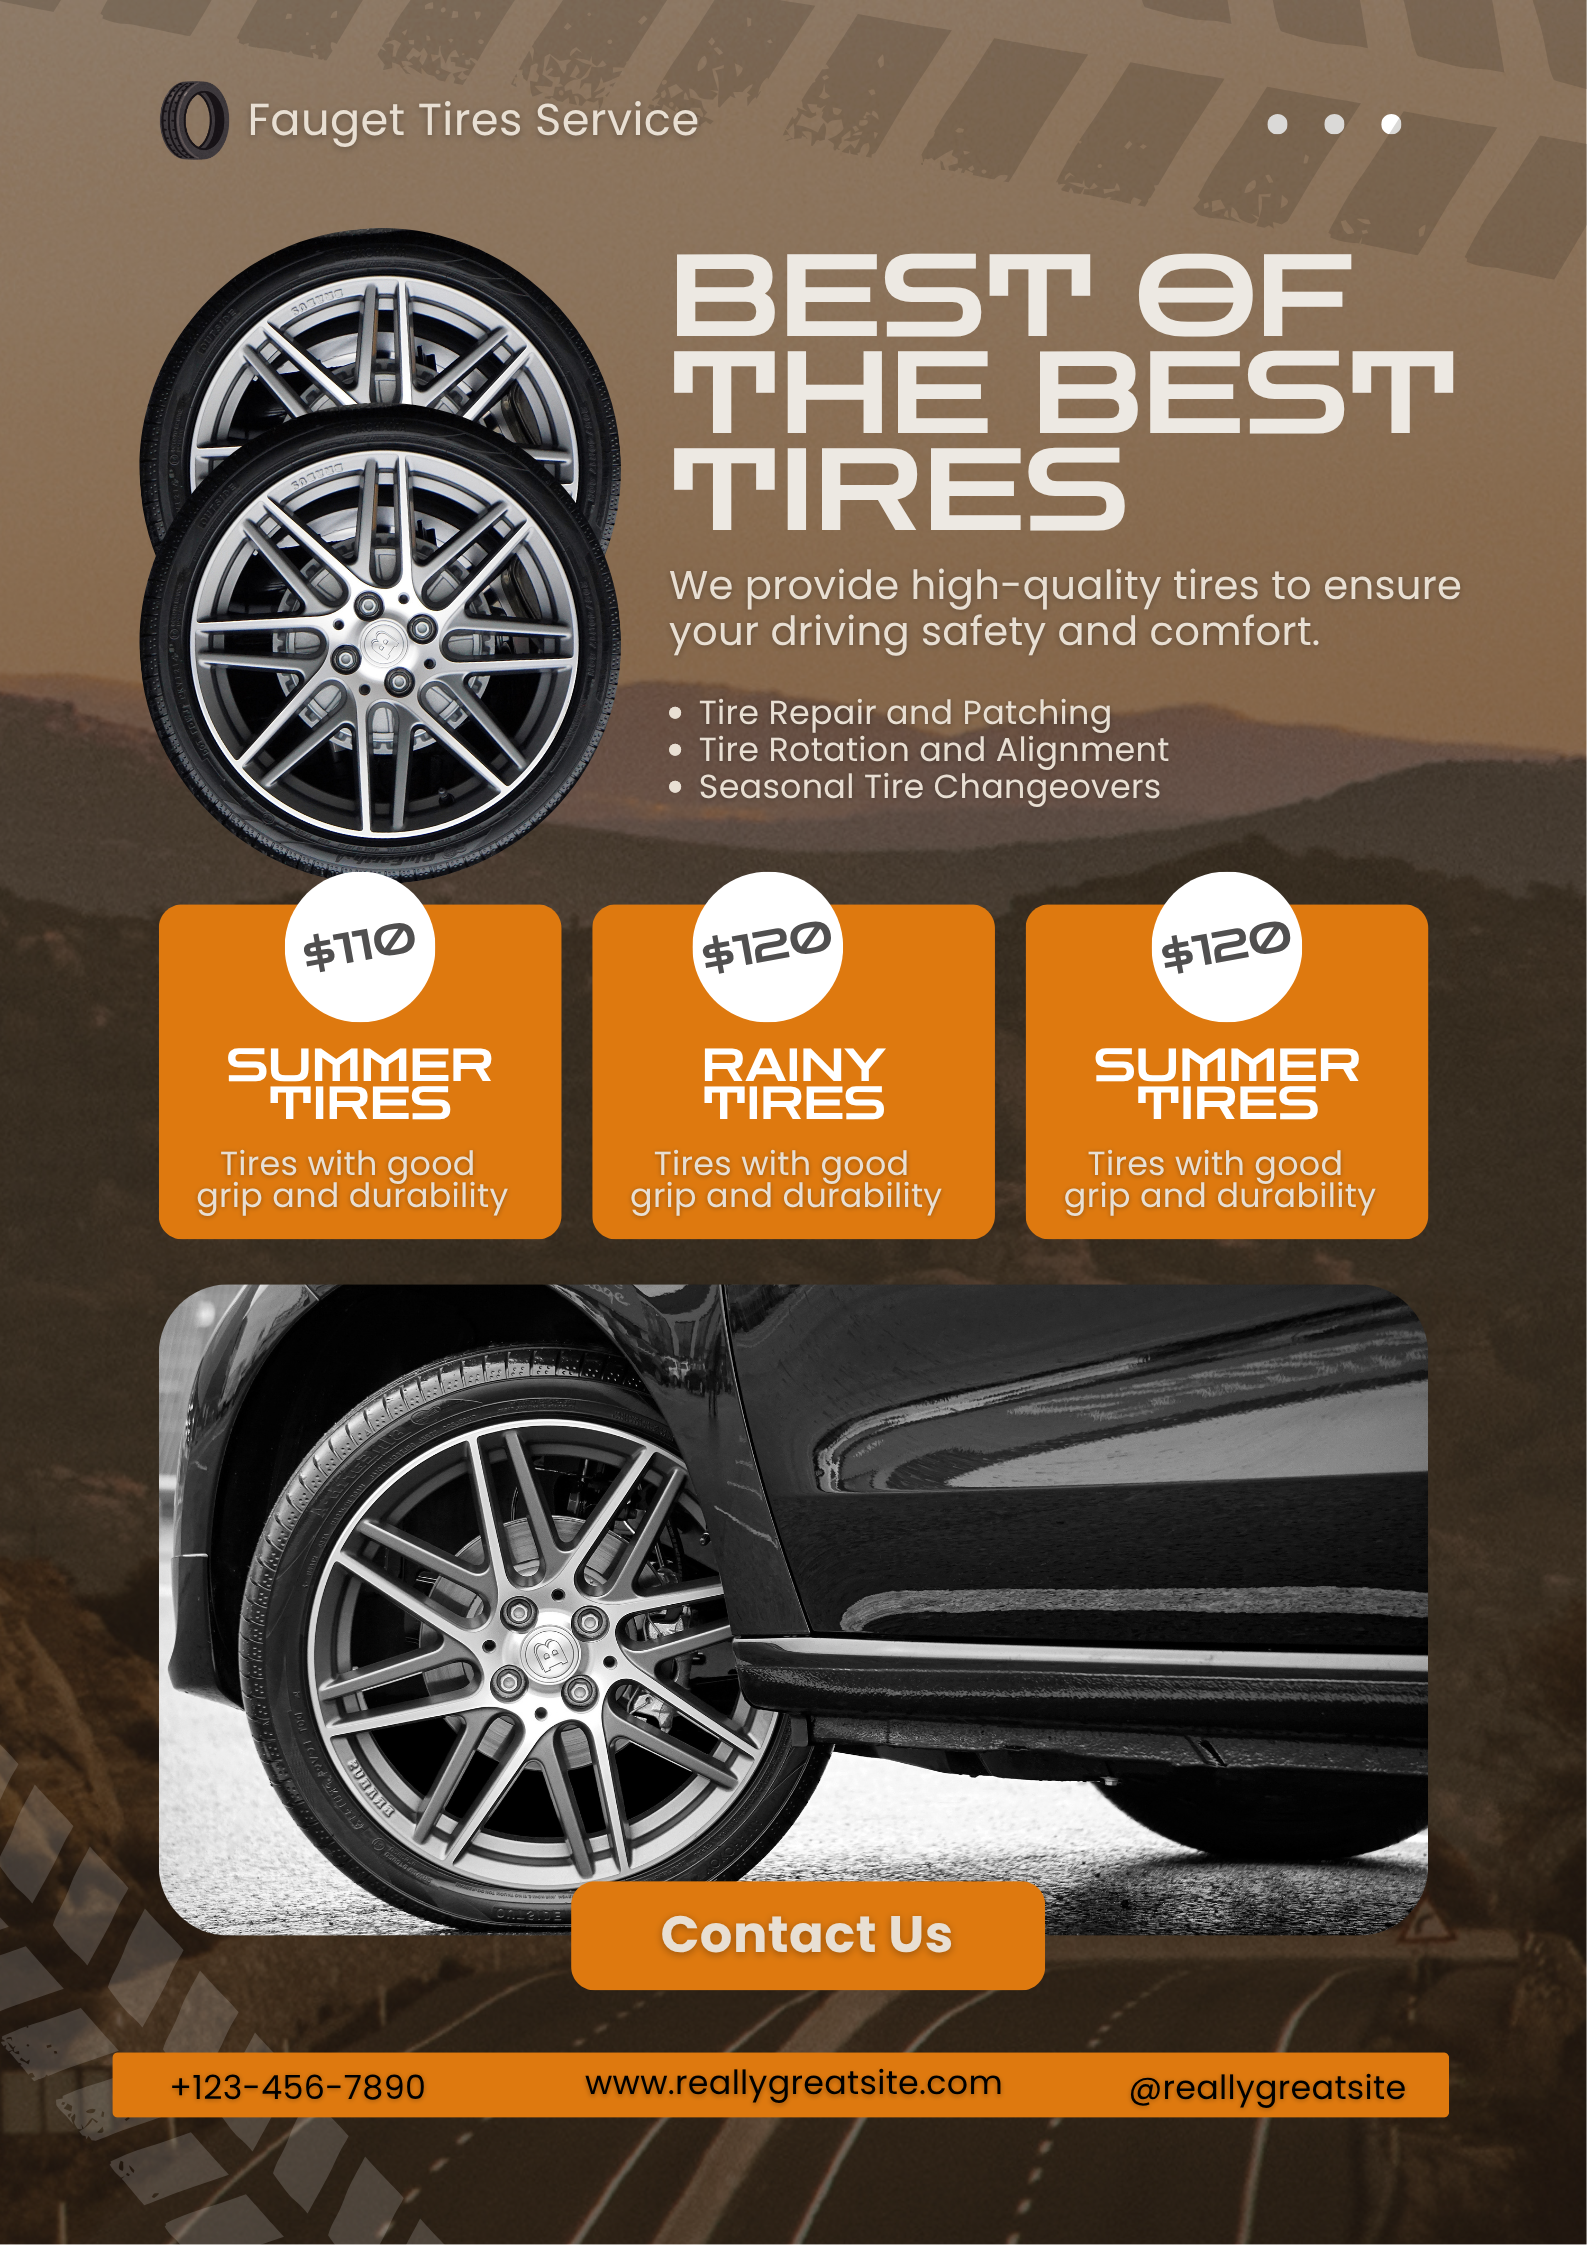 Fauget Tires Service
BEST OF
THE BEST
TIRES
We provide high-quality tires to ensure
your driving safety and comfort.
• Tire Repair and Patching
• Tire Rotation and Alignment
• Seasonal Tire Changeovers
$110
SUMMER
TIRES
Tires with good
grip and durability
$120
RAINY
TIRES
Tires with good
grip and durability
$120
SUMMER
TIRES
Tires with good
grip and durability
Contact Us
+123-456-7890
www.reallygreatsite.com
@reallygreatsite